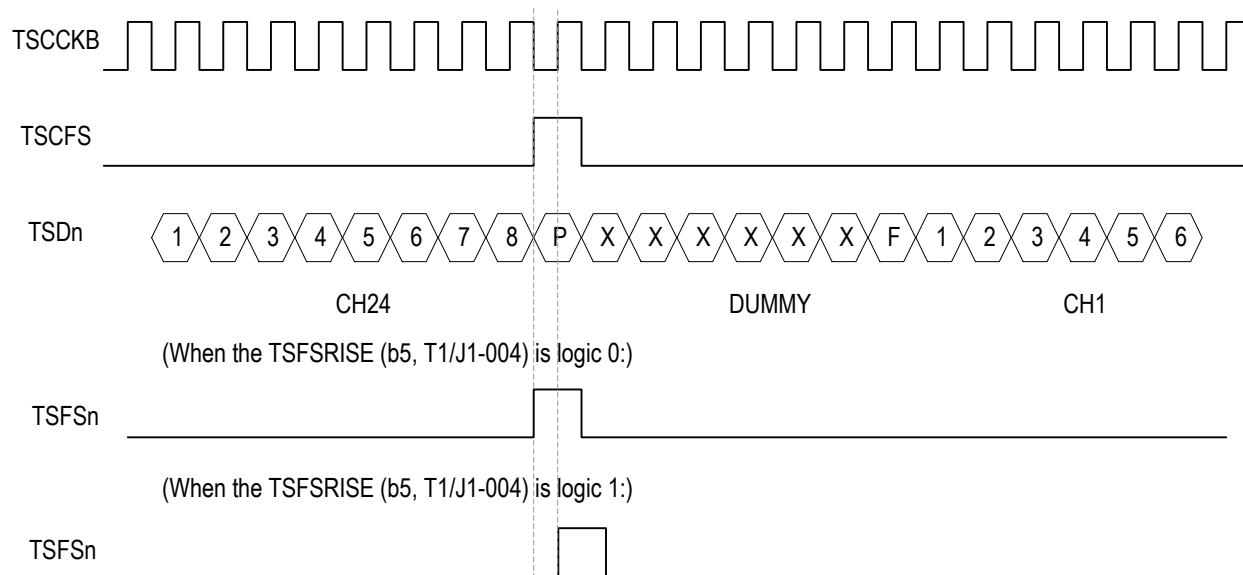 TSCCKB
TSCFS
TSDn 1 2 3 4 5 6 7 8 P X X X X X X F 1 2 3 4 5 6
CH24 DUMMY CH1
(When the TSFSRISE (b5, T1/J1-004) is logic 0:)
TSFSn
(When the TSFSRISE (b5, T1/J1-004) is logic 1:)
TSFSn